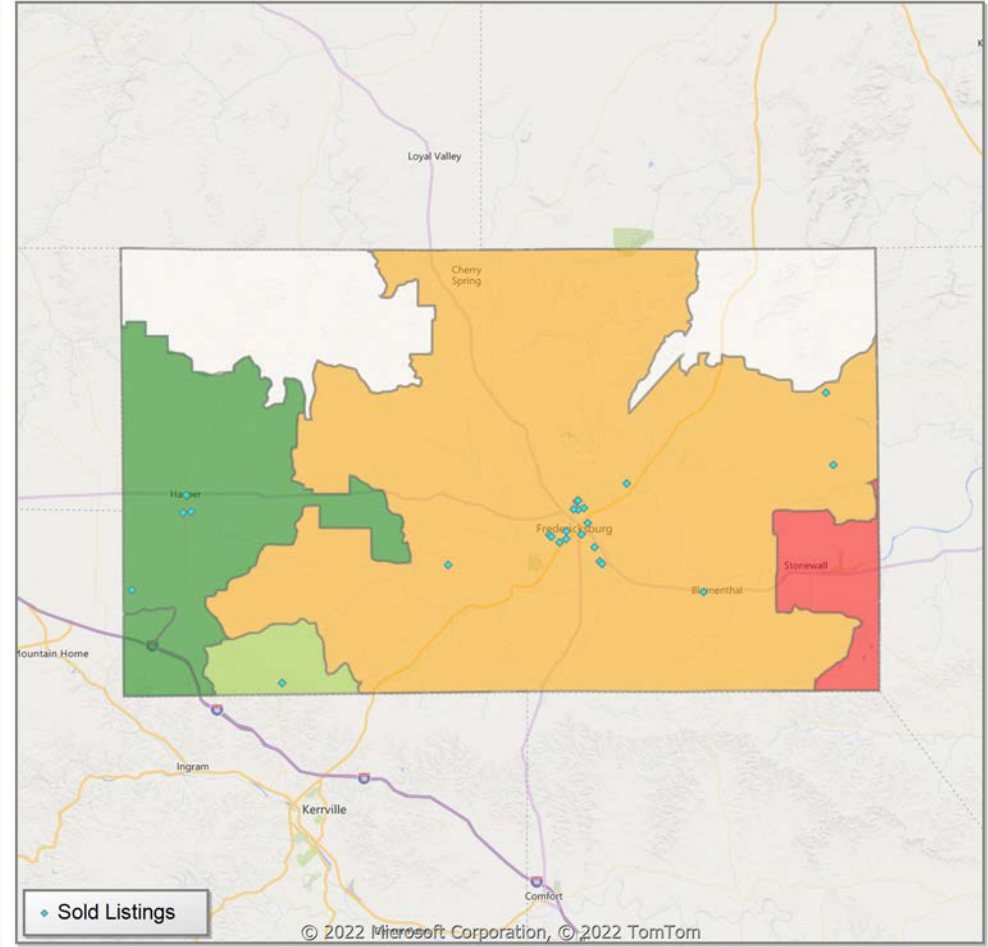 Loyal Valley
Cherry
Spring
Harper
Fredericksburg
Stonewall
Blumenthal
Mountain Home
Ingram
Kerrville
Comfort
Sold Listings
© 2022 Microsoft Corporation, © 2022 TomTom